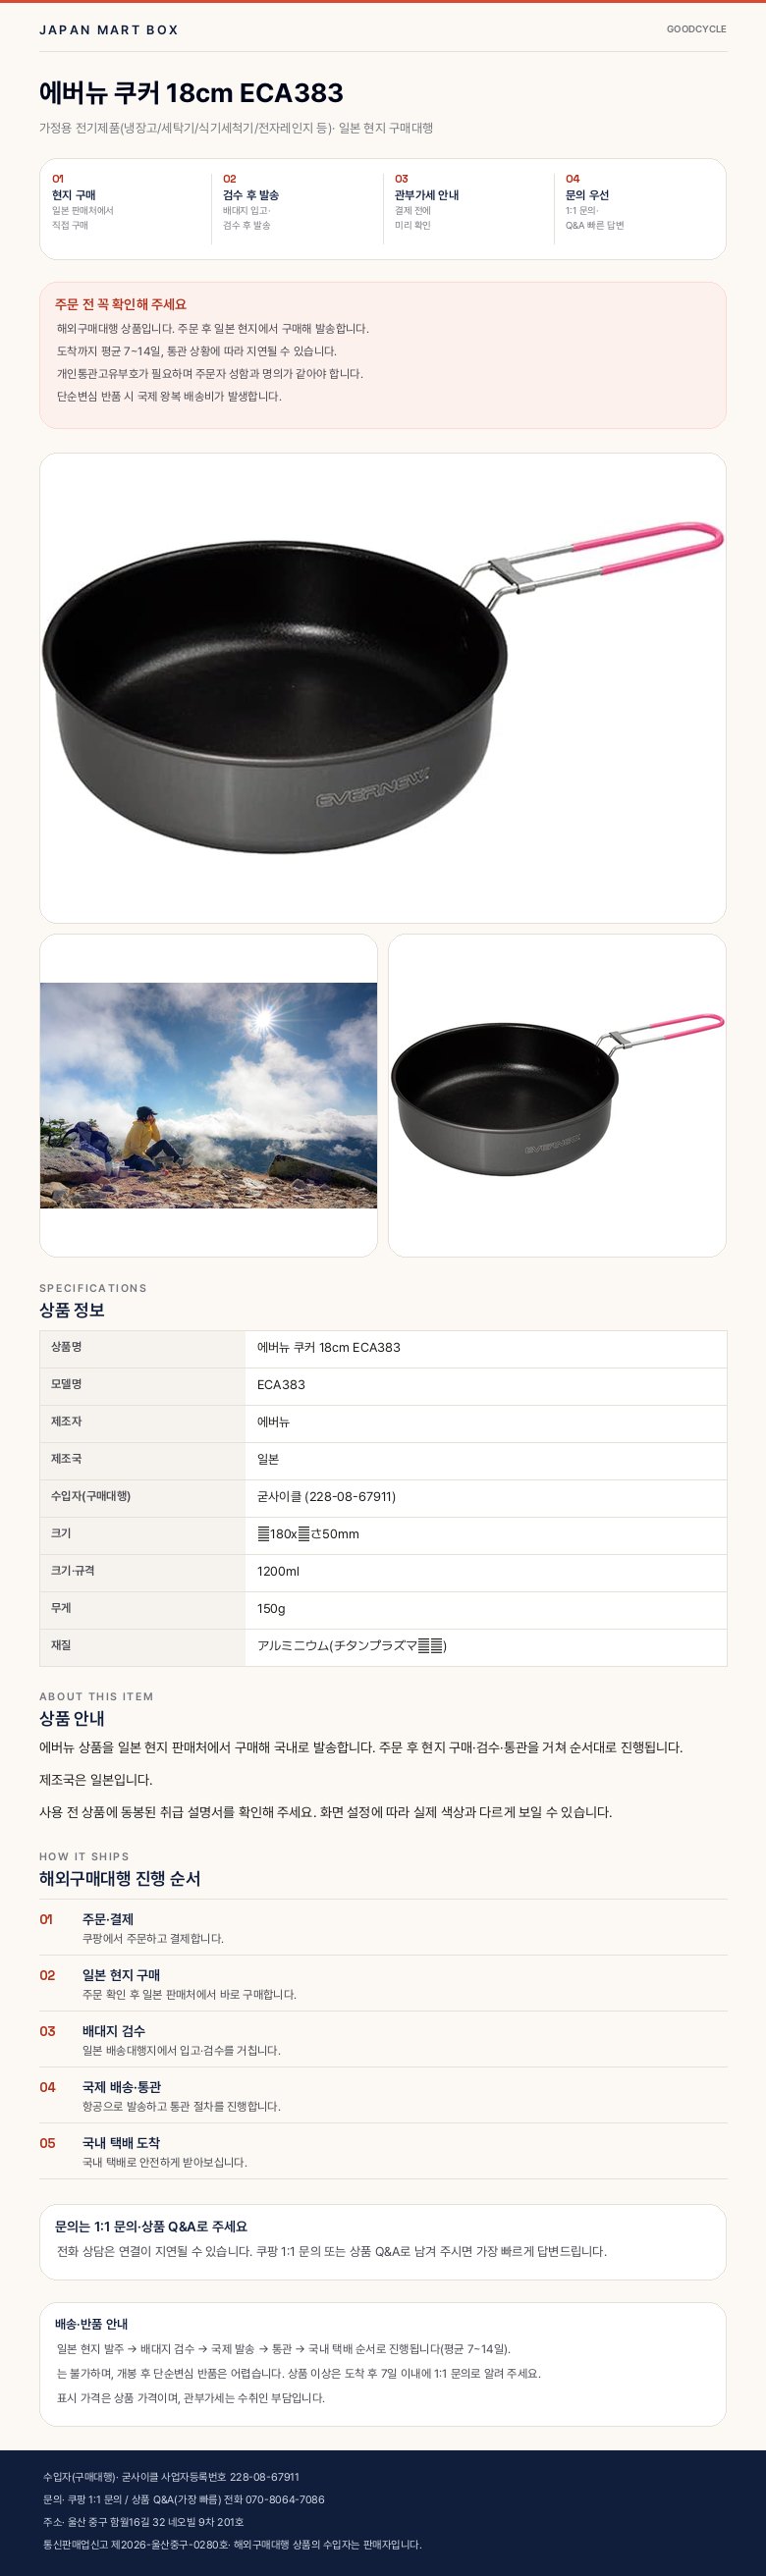 JAPAN MART BOX
GOODCYCLE
에버뉴 쿠커 18cm ECA383
가정용 전기제품(냉장고/세탁기/식기세척기/전자레인지 등)· 일본 현지 구매대행
01
현지 구매
일본 판매처에서
직접 구매
02
검수 후 발송
배대지 입고·
검수 후 발송
03
관부가세 안내
결제 전에
미리 확인
04
문의 우선
1:1 문의·
Q&A 빠른 답변
주문 전 꼭 확인해 주세요
해외구매대행 상품입니다. 주문 후 일본 현지에서 구매해 발송합니다.
도착까지 평균 7~14일, 통관 상황에 따라 지연될 수 있습니다.
개인통관고유부호가 필요하며 주문자 성함과 명의가 같아야 합니다.
단순변심 반품 시 국제 왕복 배송비가 발생합니다.
EVERNEW
EVERNEW
SPECIFICATIONS
상품 정보
상품명 에버뉴 쿠커 18cm ECA383
모델명 ECA383
제조자 에버뉴
제조국 일본
수입자(구매대행) 굳사이클 (228-08-67911)
크기 180x さ50mm
크기·규격 1200ml
무게 150g
재질 アルミニウム(チタンプラズマ )
ABOUT THIS ITEM
상품 안내
에버뉴 상품을 일본 현지 판매처에서 구매해 국내로 발송합니다. 주문 후 현지 구매·검수·통관을 거쳐 순서대로 진행됩니다.
제조국은 일본입니다.
사용 전 상품에 동봉된 취급 설명서를 확인해 주세요. 화면 설정에 따라 실제 색상과 다르게 보일 수 있습니다.
HOW IT SHIPS
해외구매대행 진행 순서
01 주문·결제
쿠팡에서 주문하고 결제합니다.
02 일본 현지 구매
주문 확인 후 일본 판매처에서 바로 구매합니다.
03 배대지 검수
일본 배송대행지에서 입고·검수를 거칩니다.
04 국제 배송·통관
항공으로 발송하고 통관 절차를 진행합니다.
05 국내 택배 도착
국내 택배로 안전하게 받아보십니다.
문의는 1:1 문의·상품 Q&A로 주세요
전화 상담은 연결이 지연될 수 있습니다. 쿠팡 1:1 문의 또는 상품 Q&A로 남겨 주시면 가장 빠르게 답변드립니다.
배송·반품 안내
일본 현지 발주 → 배대지 검수 → 국제 발송 → 통관 → 국내 택배 순서로 진행됩니다(평균 7~14일).
는 불가하며, 개봉 후 단순변심 반품은 어렵습니다. 상품 이상은 도착 후 7일 이내에 1:1 문의로 알려 주세요.
표시 가격은 상품 가격이며, 관부가세는 수취인 부담입니다.
수입자(구매대행)· 굳사이클 사업자등록번호 228-08-67911
문의· 쿠팡 1:1 문의 / 상품 Q&A(가장 빠름) 전화 070-8064-7086
주소· 울산 중구 함월16길 32 네오빌 9차 201호
통신판매업신고 제2026-울산중구-0280호· 해외구매대행 상품의 수입자는 판매자입니다.